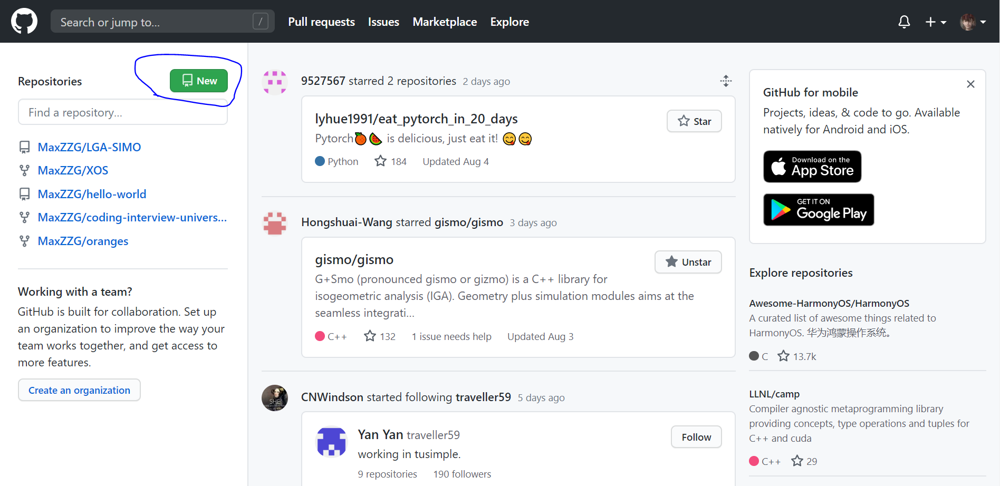 Search or jump to...
/
Pull requests
Issues
Marketplace
Explore
Repositories
New
Find a repository...
MaxZZG/LGA-SIMO
MaxZZG/XOS
MaxZZG/hello-world
MaxZZG/coding-interview-univers...
MaxZZG/oranges
Working with a team?
GitHub is built for collaboration. Set up
an organization to improve the way your
team works together, and get access to
more features.
Create an organization
9527567 starred 2 repositories 2 days ago
lyhue1991/eat_pytorch_in_20_days
Star
Pytorch🍊🍉 is delicious, just eat it! 😋😋
Python 184 Updated Aug 4
Hongshuai-Wang starred gismo/gismo 3 days ago
gismo/gismo
Unstar
G+Smo (pronounced gismo or gizmo) is a C++ library for
isogeometric analysis (IGA). Geometry plus simulation modules aims at the
seamless integrati...
C++ 132 1 issue needs help Updated Aug 3
CNWindson started following traveller59 5 days ago
SHE
Yan Yan traveller59
Follow
working in tusimple.
9 repositories 190 followers
GitHub for mobile
Projects, ideas, & code to go. Available
natively for Android and iOS.
Download on the
App Store
GET IT ON
Google Play
Explore repositories
Awesome-HarmonyOS/HarmonyOS
A curated list of awesome things related to
HarmonyOS. 华为鸿蒙操作系统。
C 13.7k
LLNL/camp
Compiler agnostic metaprogramming library
providing concepts, type operations and tuples for
C++ and cuda
C++ 29